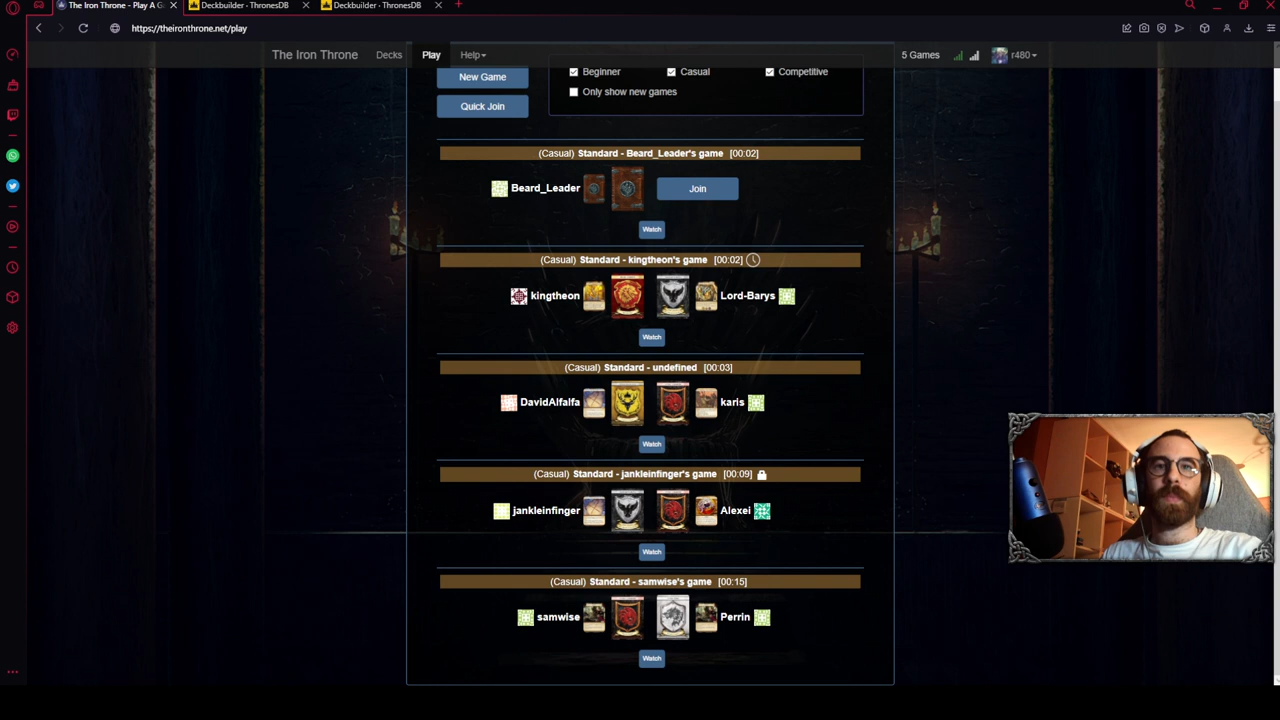 The Iron Throne - Play A G
Deckbuilder · ThronesDB
Deckbuilder · ThronesDB
https://theironthrone.net/play
The Iron Throne Decks Play Help 5 Games r480
New Game
Beginner Casual Competitive
Only show new games
Quick Join
(Casual) Standard - Beard_Leader's game [00:02]
Beard_Leader Join
Watch
(Casual) Standard - kingtheon's game [00:02]
kingtheon Lord-Barys
Watch
(Casual) Standard - undefined [00:03]
DavidAlfalfa karis
Watch
(Casual) Standard - jankleinfinger's game [00:09]
jankleinfinger Alexei
Watch
(Casual) Standard - samwise's game [00:15]
samwise Perrin
Watch